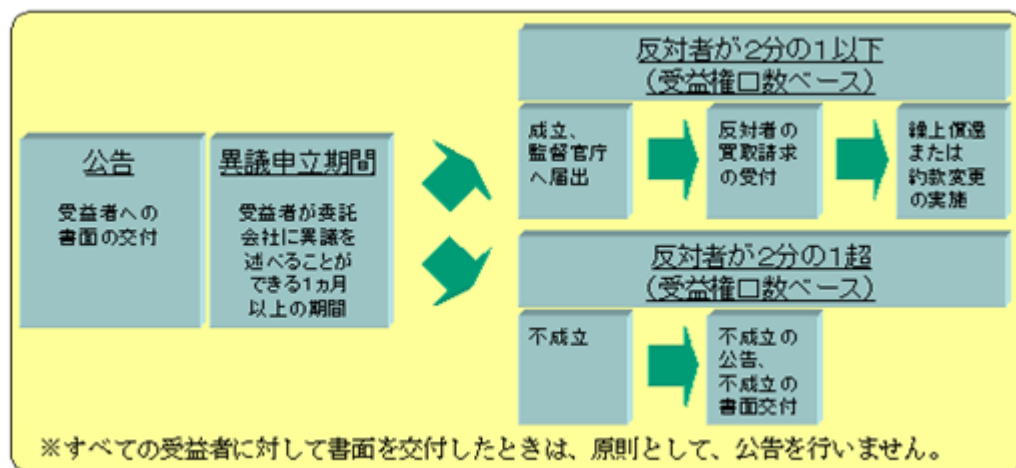 公告
受益者への
書面の交付
異議申立期間
受益者が委託
会社に異議を
述べることが
できる1ヵ月
以上の期間
反対者が2分の1以下
(受益権口数ベース)
成立、
監督官庁
へ届出
反対者の
買取請求
の受付
繰上償還
または
約款変更
の実施
反対者が2分の1超
(受益権口数ベース)
不成立
不成立の
公告、
不成立の
書面交付
※すべての受益者に対して書面を交付したときは、原則として、公告を行いません。